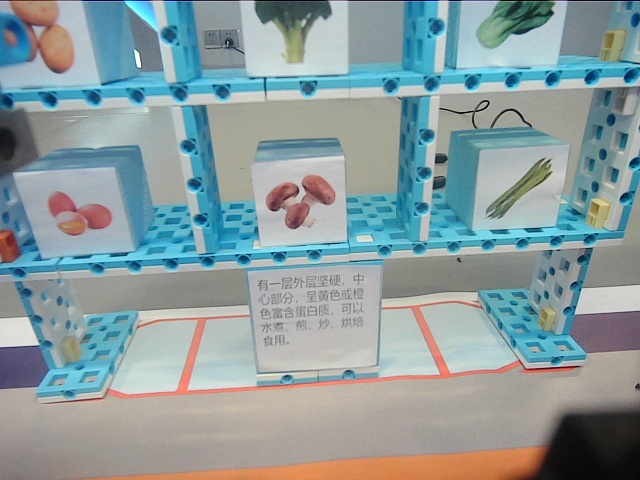 有一层外层坚硬，中
心部分，呈黄色或橙
色富含蛋白质，可以
水煮、煎、炒、烘焙
食用。